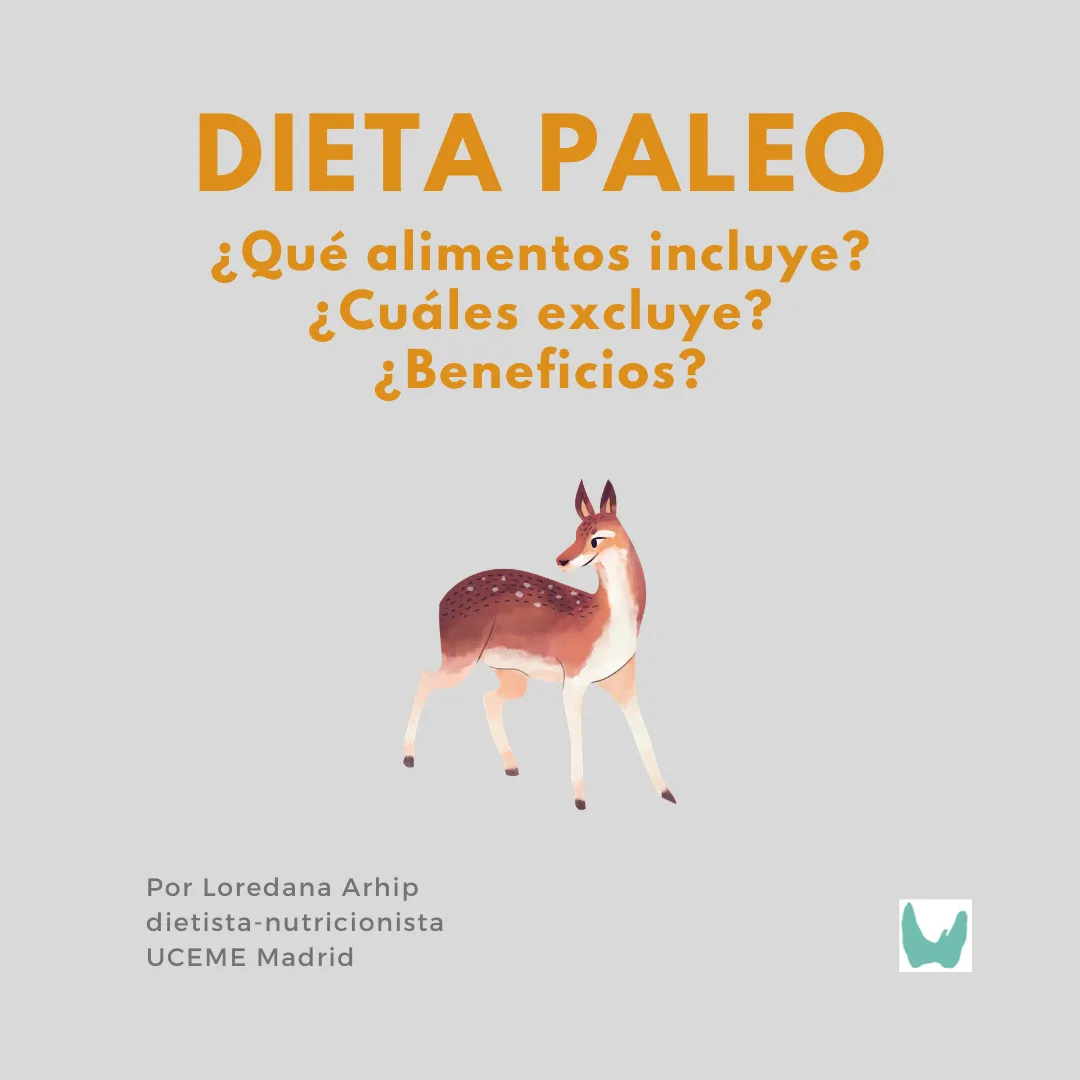 DIETA PALEO
¿Qué alimentos incluye?
¿Cuáles excluye?
¿Beneficios?
Por Loredana Arhip
dietista-nutricionista
UCEME Madrid